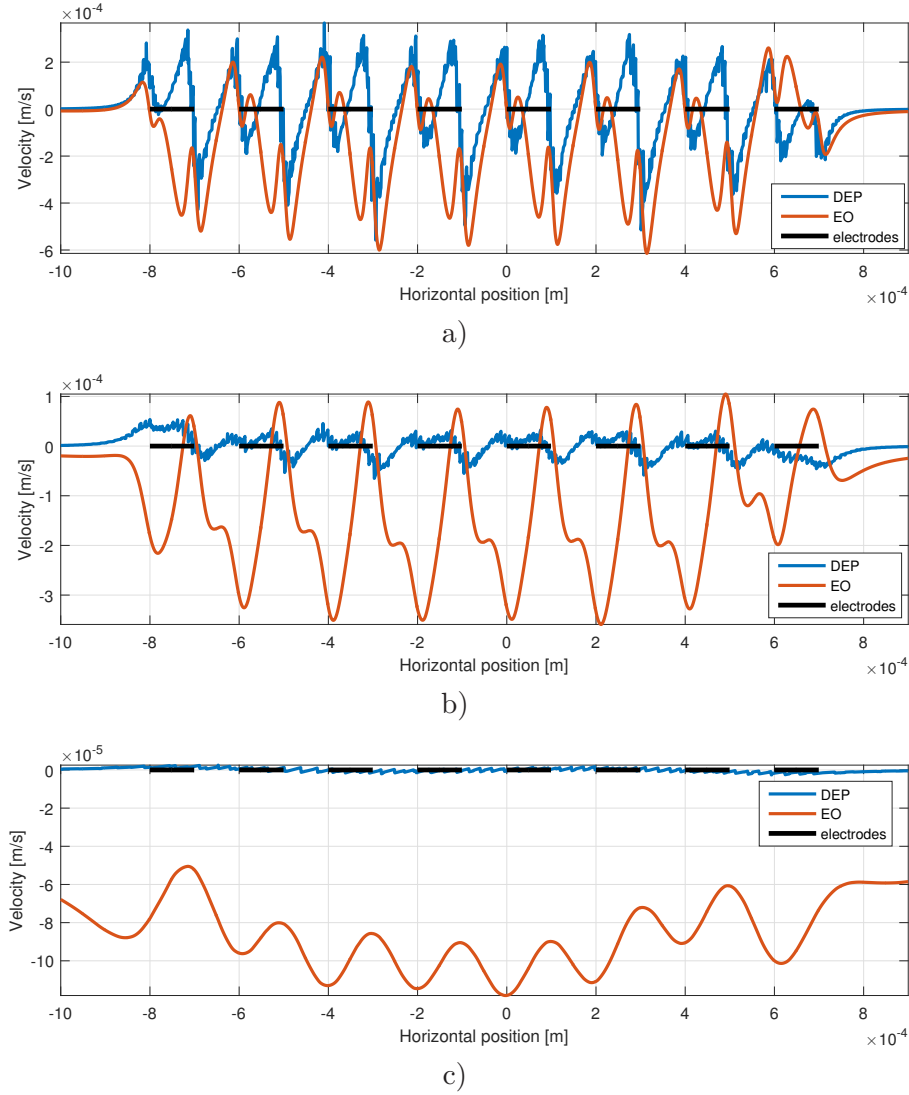 ×10⁻⁴
2
0
-2
-4
-6
Velocity [m/s]
DEP
EO
electrodes
-10 -8 -6 -4 -2 0 2 4 6 8
Horizontal position [m]
×10⁻⁴
a)
×10⁻⁴
1
0
-1
-2
-3
Velocity [m/s]
DEP
EO
electrodes
-10 -8 -6 -4 -2 0 2 4 6 8
Horizontal position [m]
×10⁻⁴
b)
×10⁻⁵
0
-2
-4
-6
-8
-10
Velocity [m/s]
DEP
EO
electrodes
-10 -8 -6 -4 -2 0 2 4 6 8
Horizontal position [m]
×10⁻⁴
c)